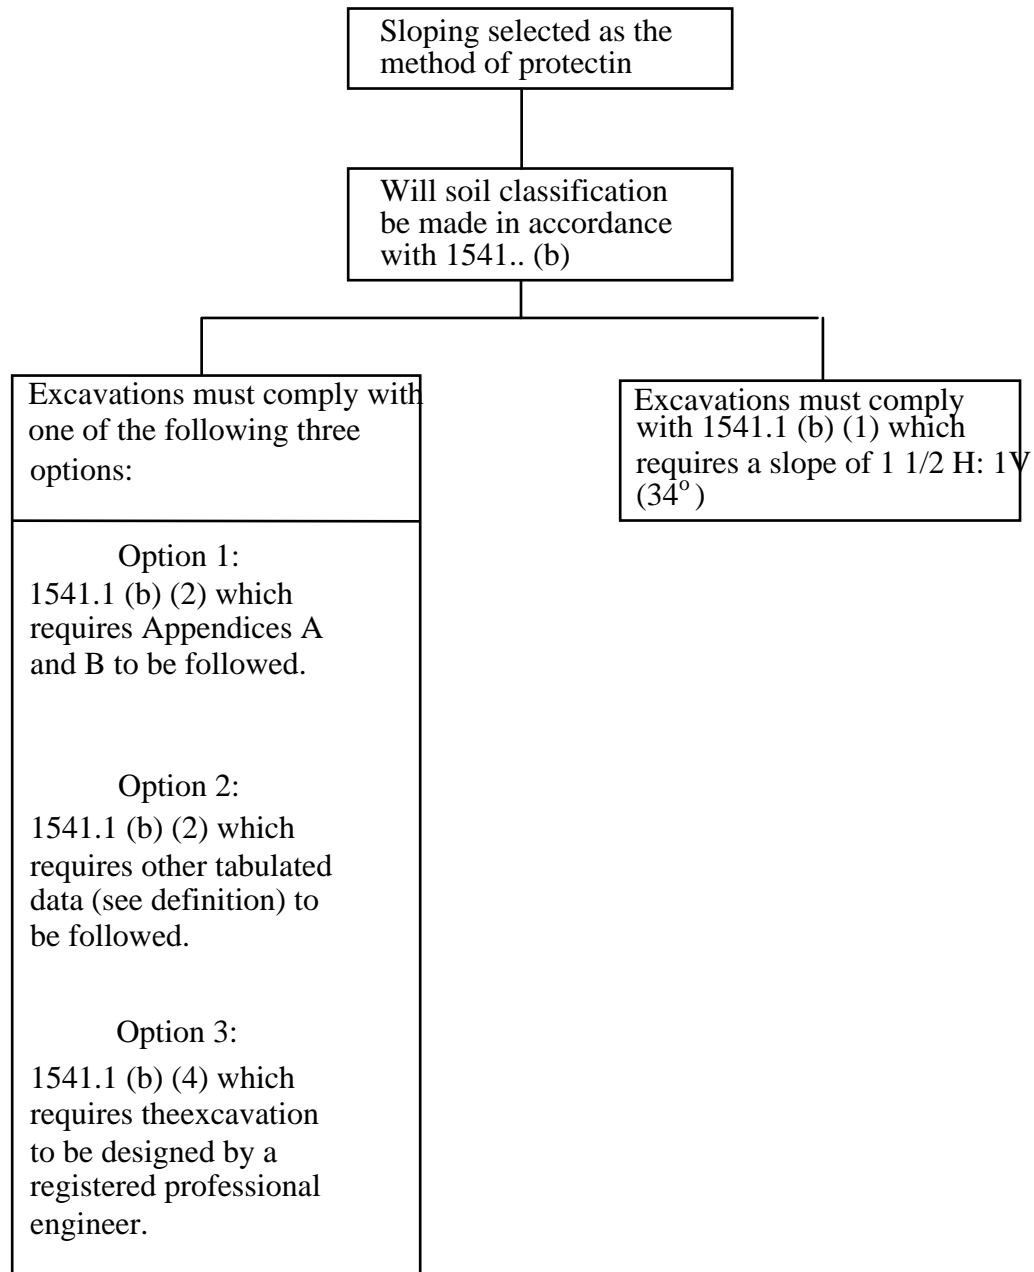 Sloping selected as the
method of protectin
Will soil classification
be made in accordance
with 1541.. (b)
Excavations must comply with
one of the following three
options:
Option 1:
1541.1 (b) (2) which
requires Appendices A
and B to be followed.
Option 2:
1541.1 (b) (2) which
requires other tabulated
data (see definition) to
be followed.
Option 3:
1541.1 (b) (4) which
requires theexcavation
to be designed by a
registered professional
engineer.
Excavations must comply
with 1541.1 (b) (1) which
requires a slope of 1 1/2 H: 1V
(34º )